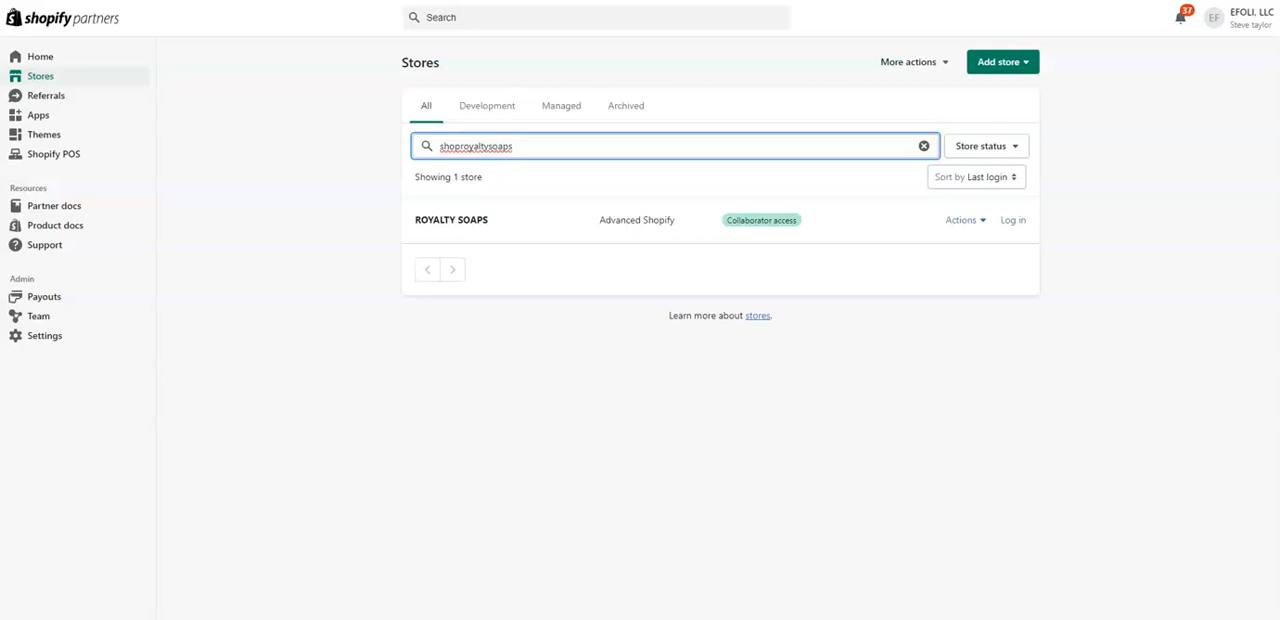 shopify partners
Search
37
EF
EFOLI, LLC
Steve taylor
Home
Stores
Referrals
Apps
Themes
Shopify POS
Resources
Partner docs
Product docs
Support
Admin
Payouts
Team
Settings
Stores
More actions
Add store
All Development Managed Archived
shoproyaltysoaps
Store status
Showing 1 store
Sort by Last login
ROYALTY SOAPS Advanced Shopify Collaborator access Actions Log in
Learn more about stores.